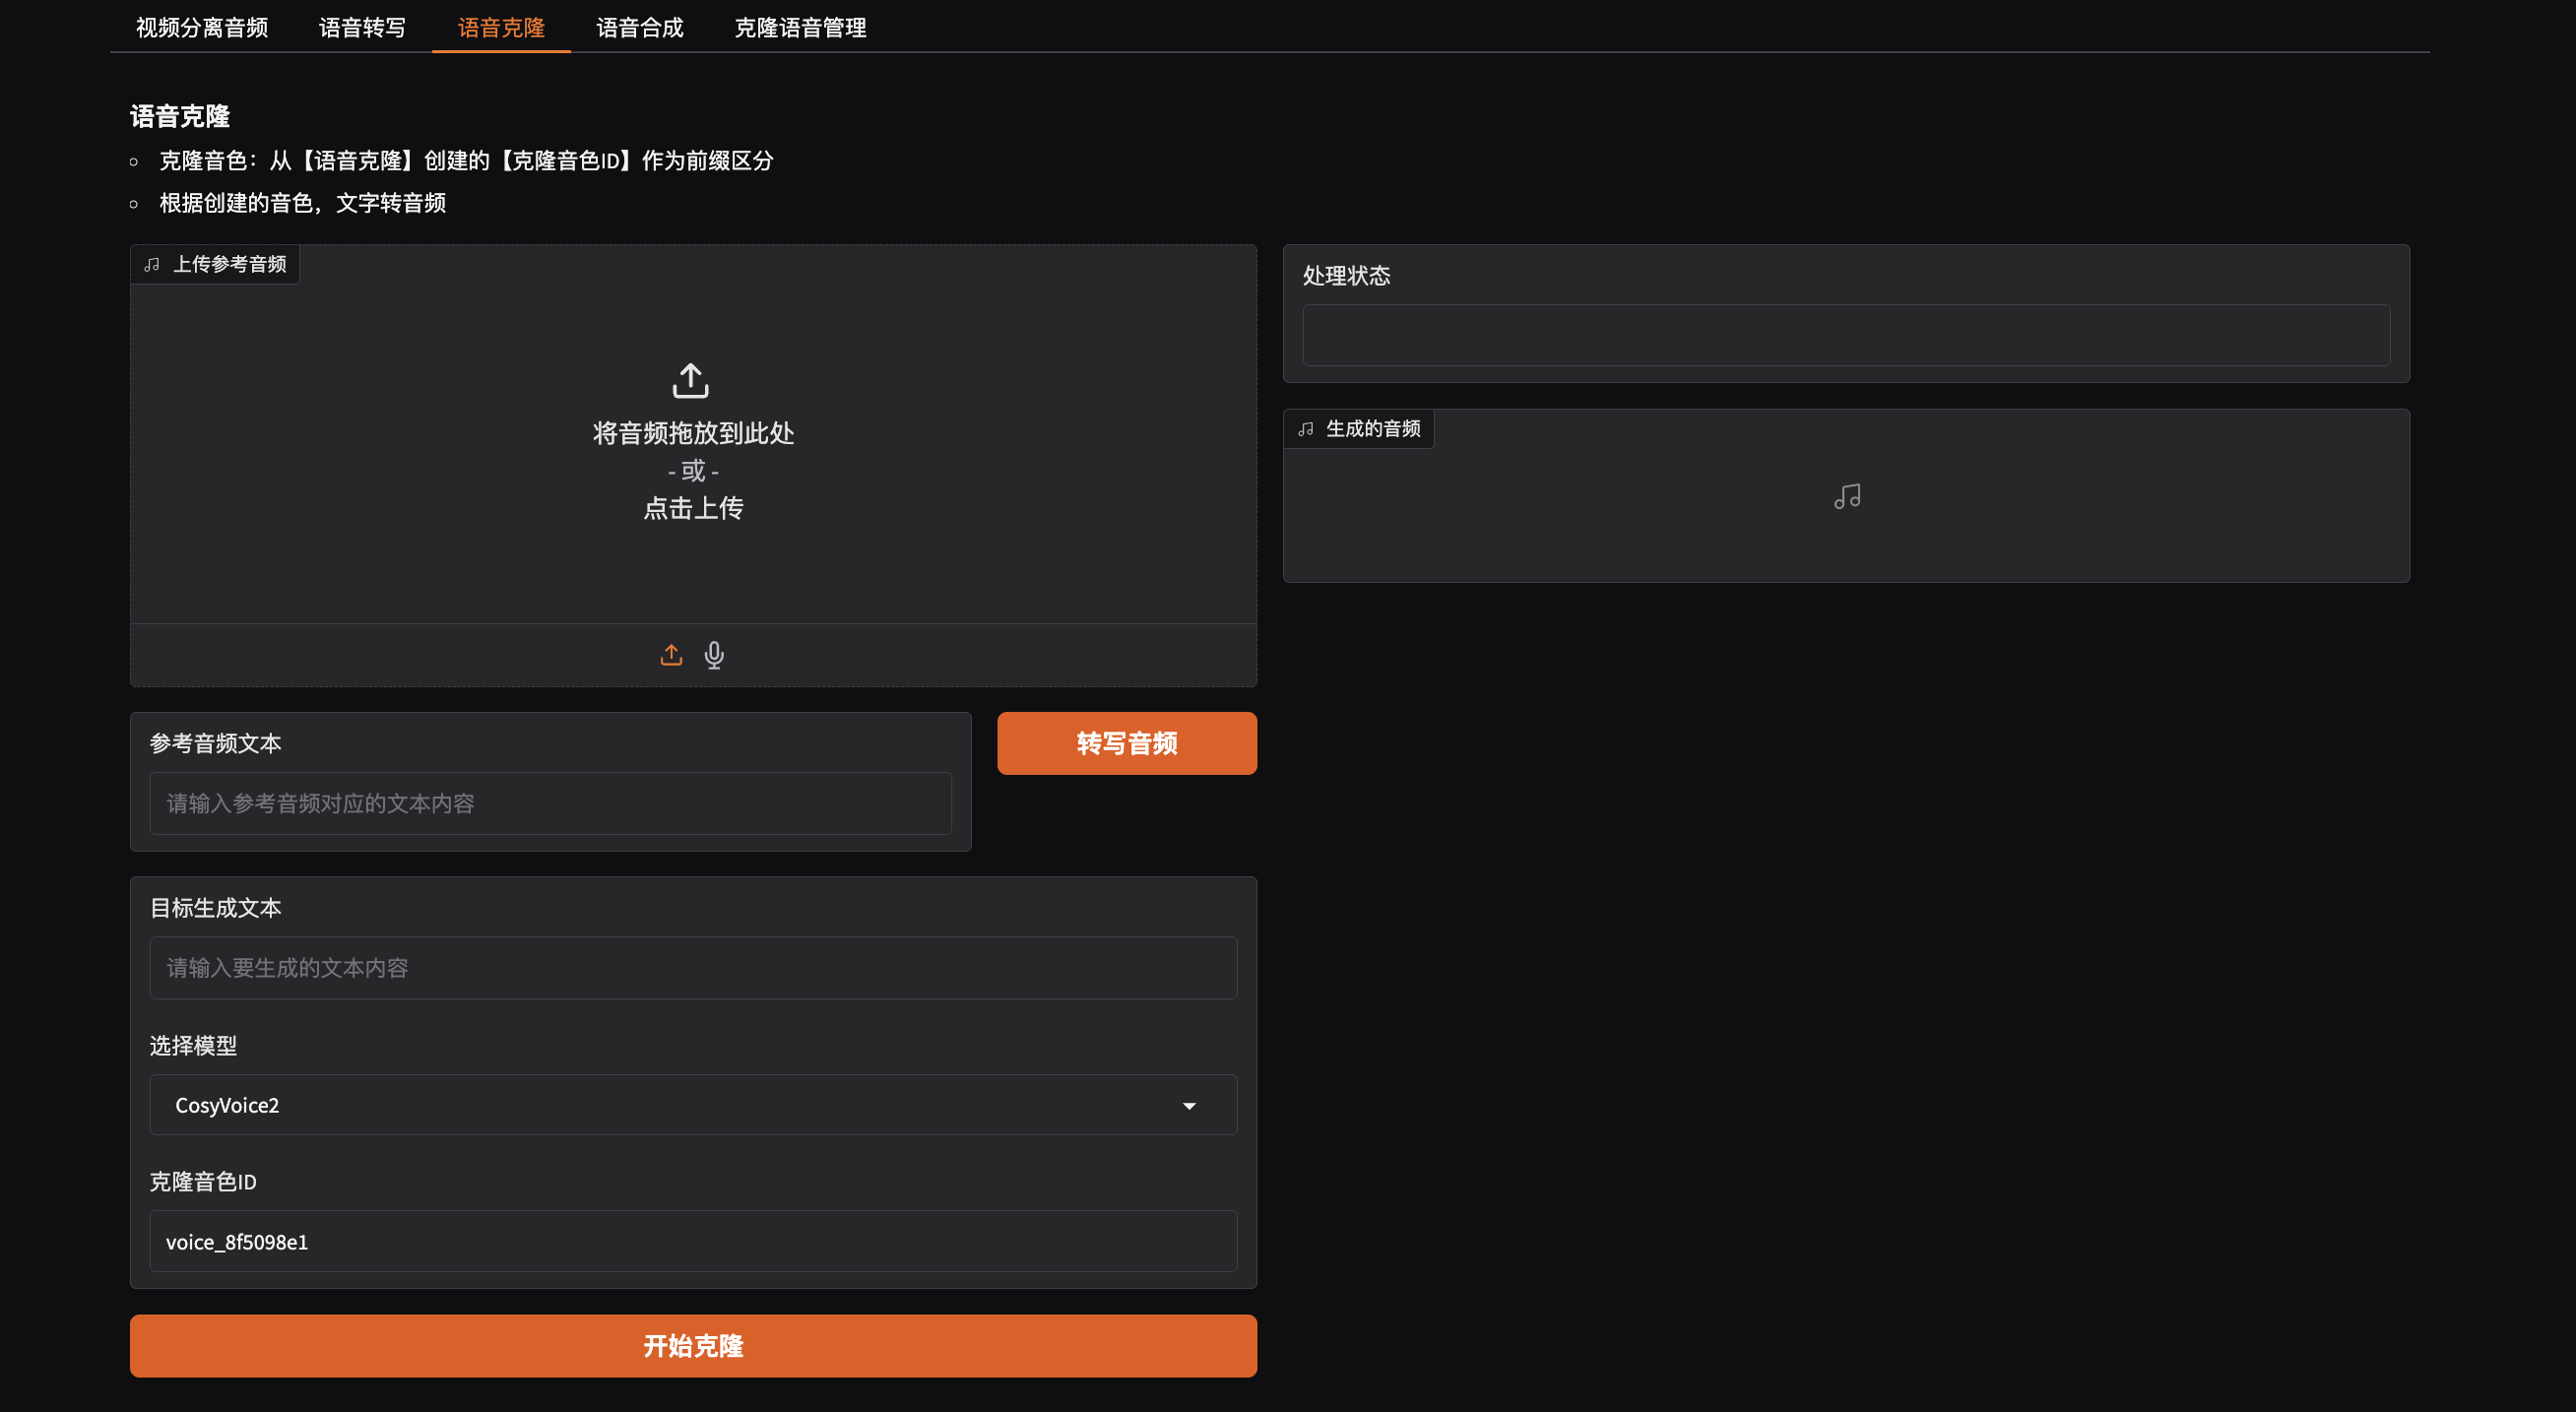 视频分离音频 语音转写 语音克隆 语音合成 克隆语音管理
语音克隆
克隆音色：从【语音克隆】创建的【克隆音色ID】作为前缀区分
根据创建的音色，文字转音频
上传参考音频
将音频拖放到此处
- 或 -
点击上传
参考音频文本
请输入参考音频对应的文本内容
转写音频
目标生成文本
请输入要生成的文本内容
选择模型
CosyVoice2
克隆音色ID
voice_8f5098e1
开始克隆
处理状态
生成的音频